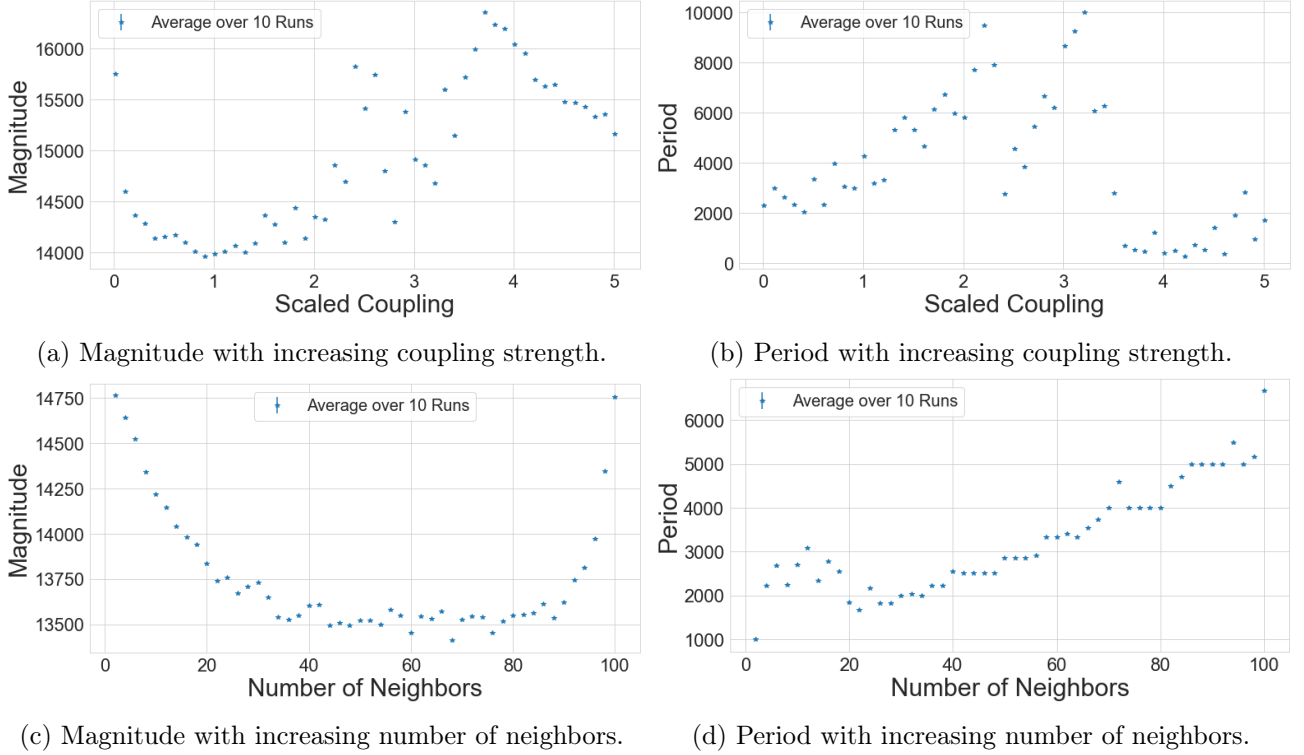 Average over 10 Runs
Magnitude
16000
15500
15000
14500
14000
0 1 2 3 4 5
Scaled Coupling
(a) Magnitude with increasing coupling strength.
Average over 10 Runs
Period
10000
8000
6000
4000
2000
0
0 1 2 3 4 5
Scaled Coupling
(b) Period with increasing coupling strength.
Average over 10 Runs
Magnitude
14750
14500
14250
14000
13750
13500
0 20 40 60 80 100
Number of Neighbors
(c) Magnitude with increasing number of neighbors.
Average over 10 Runs
Period
6000
5000
4000
3000
2000
1000
0 20 40 60 80 100
Number of Neighbors
(d) Period with increasing number of neighbors.